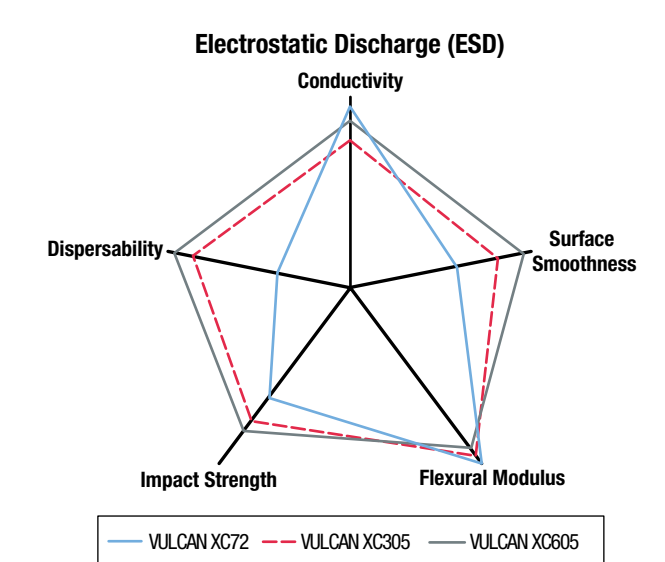 Electrostatic Discharge (ESD)
Conductivity
Dispersability
Surface
Smoothness
Impact Strength
Flexural Modulus
VULCAN XC72
VULCAN XC305
VULCAN XC605